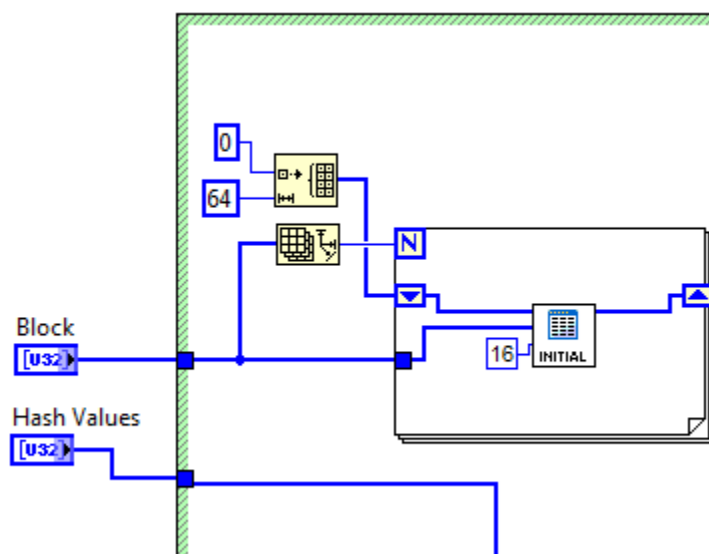 0
64
N
Block
[U32]
16
INITIAL
Hash Values
[U32]